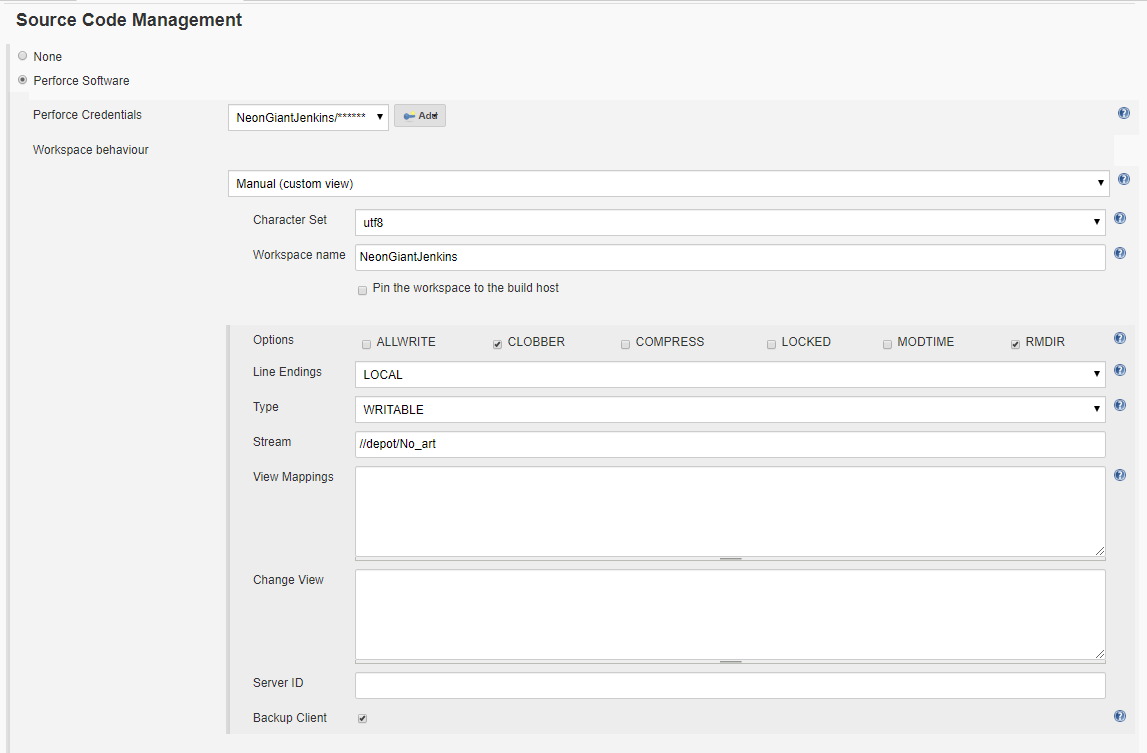 Source Code Management
None
Perforce Software
Perforce Credentials NeonGiantJenkins/****** Add
Workspace behaviour
Manual (custom view)
Character Set utf8
Workspace name NeonGiantJenkins
Pin the workspace to the build host
Options ALLWRITE CLOBBER COMPRESS LOCKED MODTIME RMDIR
Line Endings LOCAL
Type WRITABLE
Stream //depot/No_art
View Mappings
Change View
Server ID
Backup Client